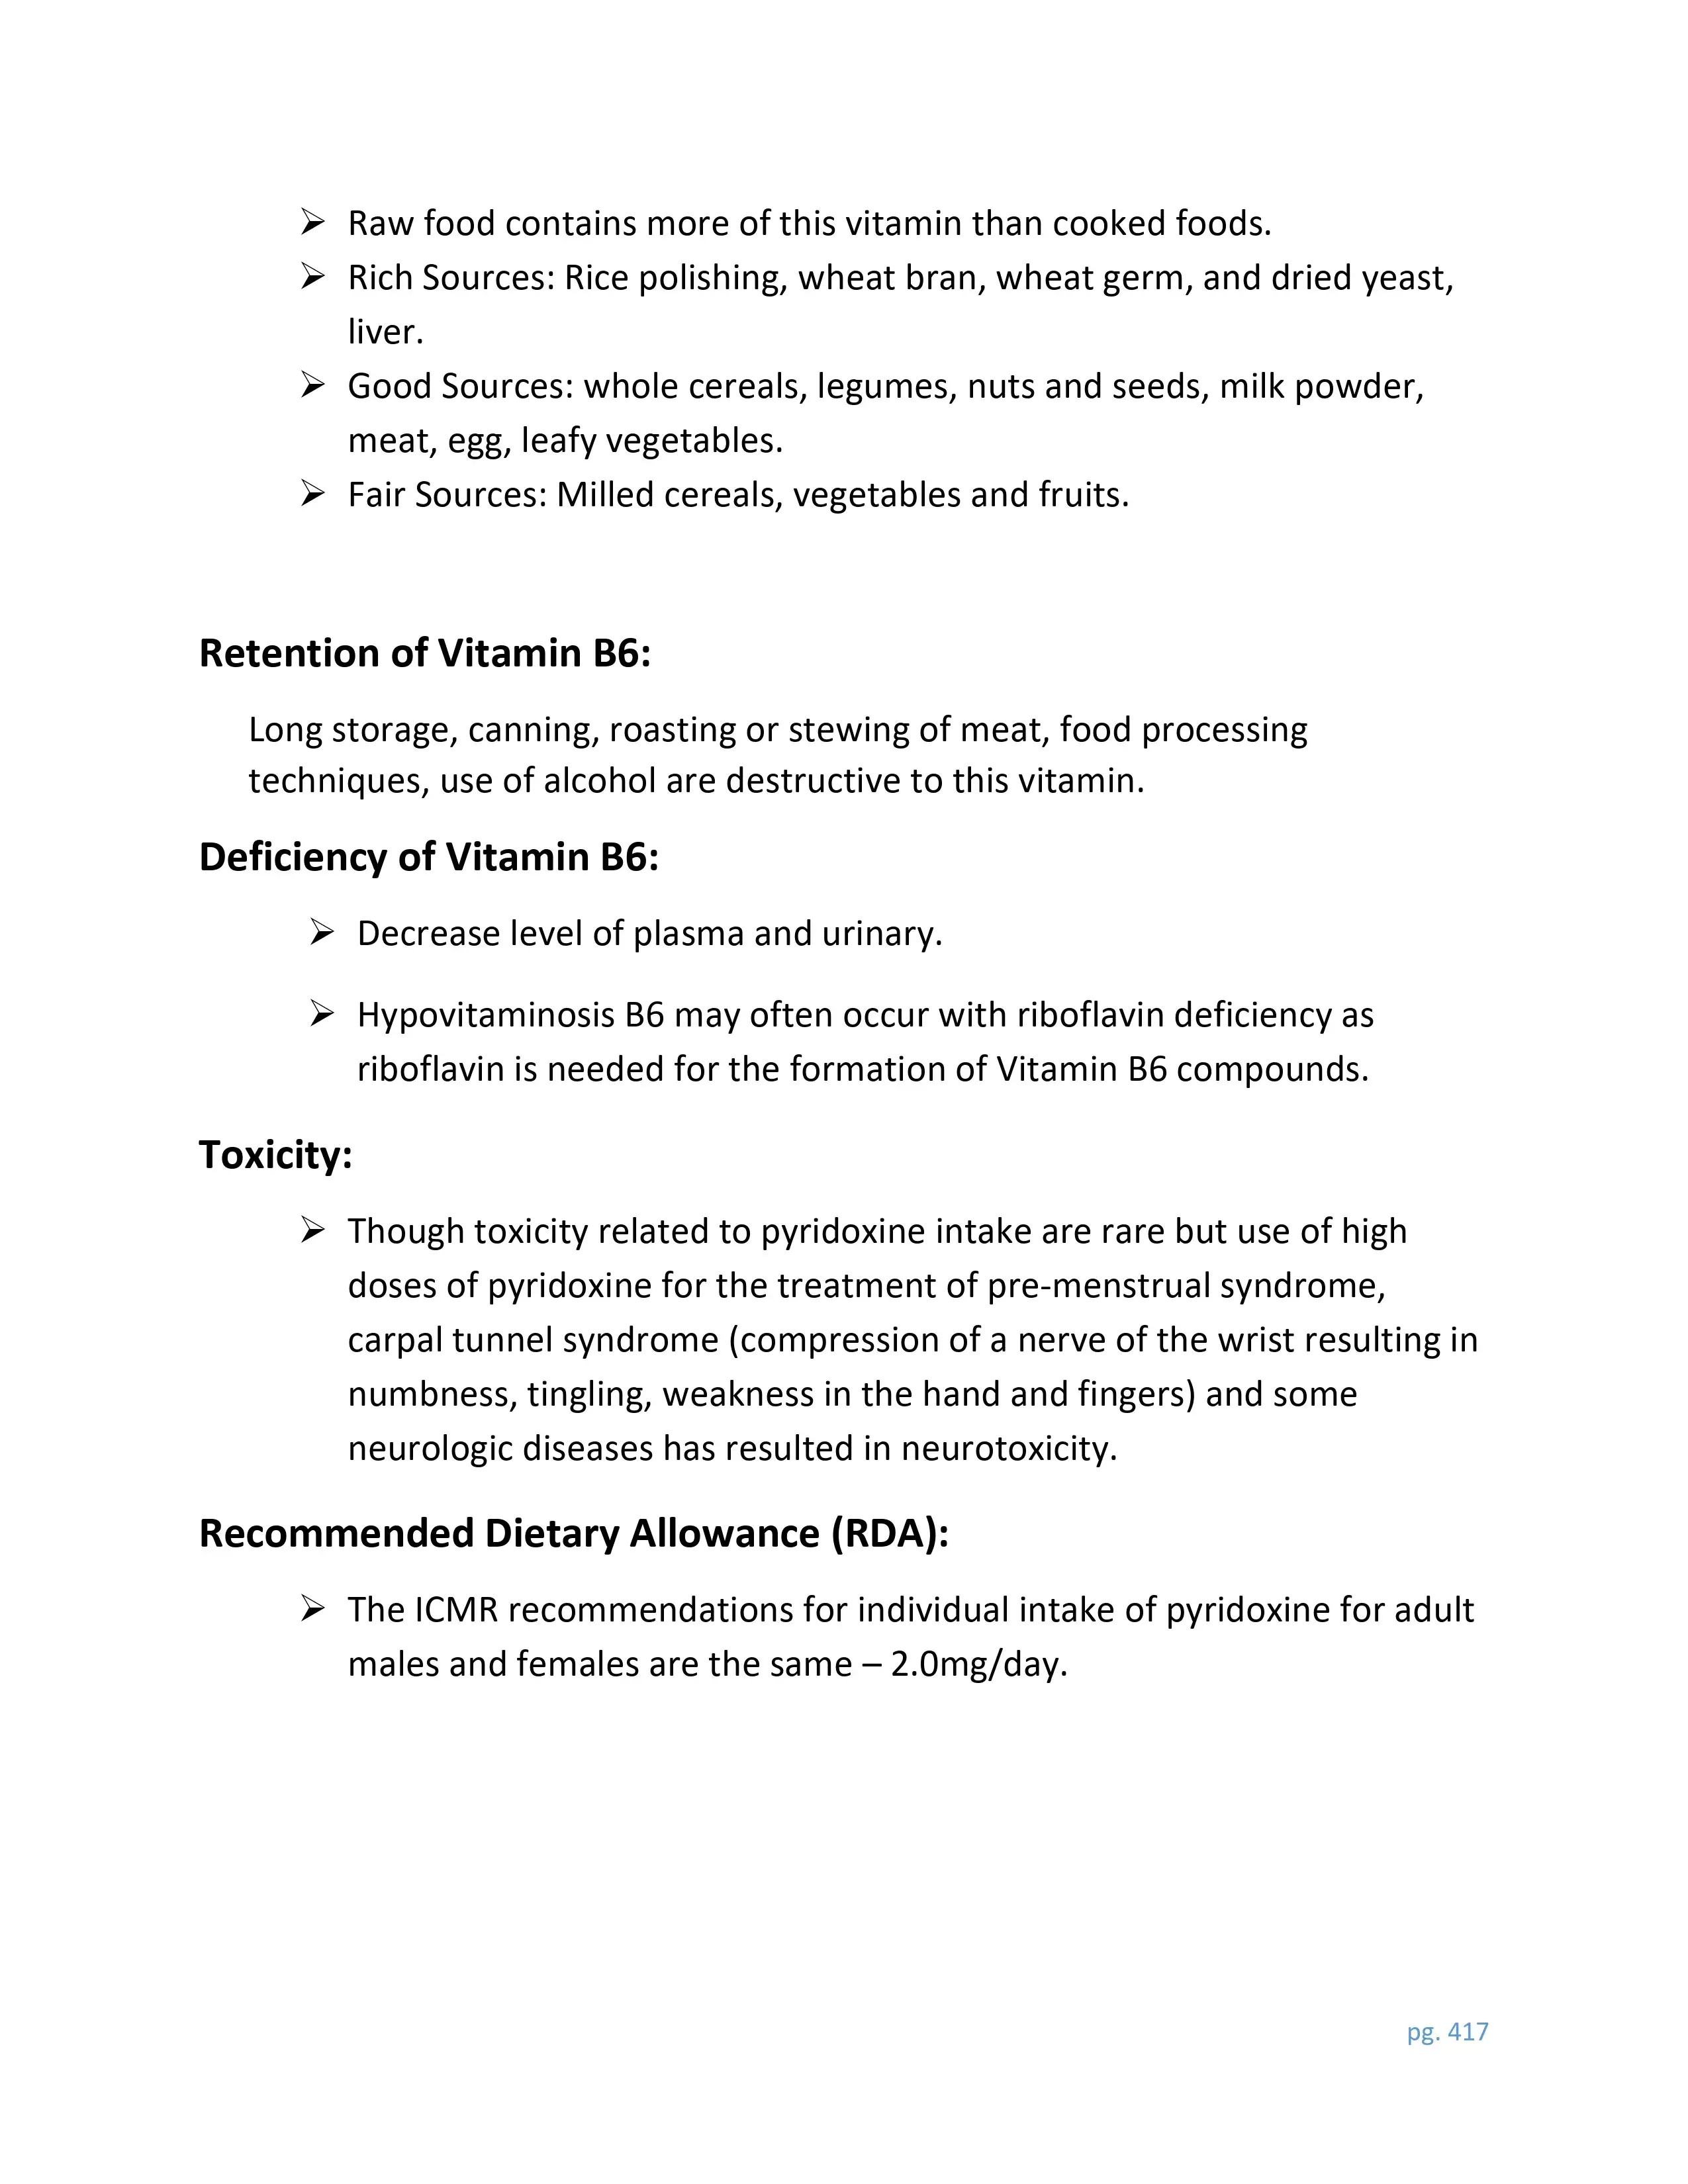 ➢ Raw food contains more of this vitamin than cooked foods.
➢ Rich Sources: Rice polishing, wheat bran, wheat germ, and dried yeast,
liver.
➢ Good Sources: whole cereals, legumes, nuts and seeds, milk powder,
meat, egg, leafy vegetables.
➢ Fair Sources: Milled cereals, vegetables and fruits.
Retention of Vitamin B6:
Long storage, canning, roasting or stewing of meat, food processing
techniques, use of alcohol are destructive to this vitamin.
Deficiency of Vitamin B6:
➢ Decrease level of plasma and urinary.
➢ Hypovitaminosis B6 may often occur with riboflavin deficiency as
riboflavin is needed for the formation of Vitamin B6 compounds.
Toxicity:
➢ Though toxicity related to pyridoxine intake are rare but use of high
doses of pyridoxine for the treatment of pre-menstrual syndrome,
carpal tunnel syndrome (compression of a nerve of the wrist resulting in
numbness, tingling, weakness in the hand and fingers) and some
neurologic diseases has resulted in neurotoxicity.
Recommended Dietary Allowance (RDA):
➢ The ICMR recommendations for individual intake of pyridoxine for adult
males and females are the same – 2.0mg/day.
pg. 417